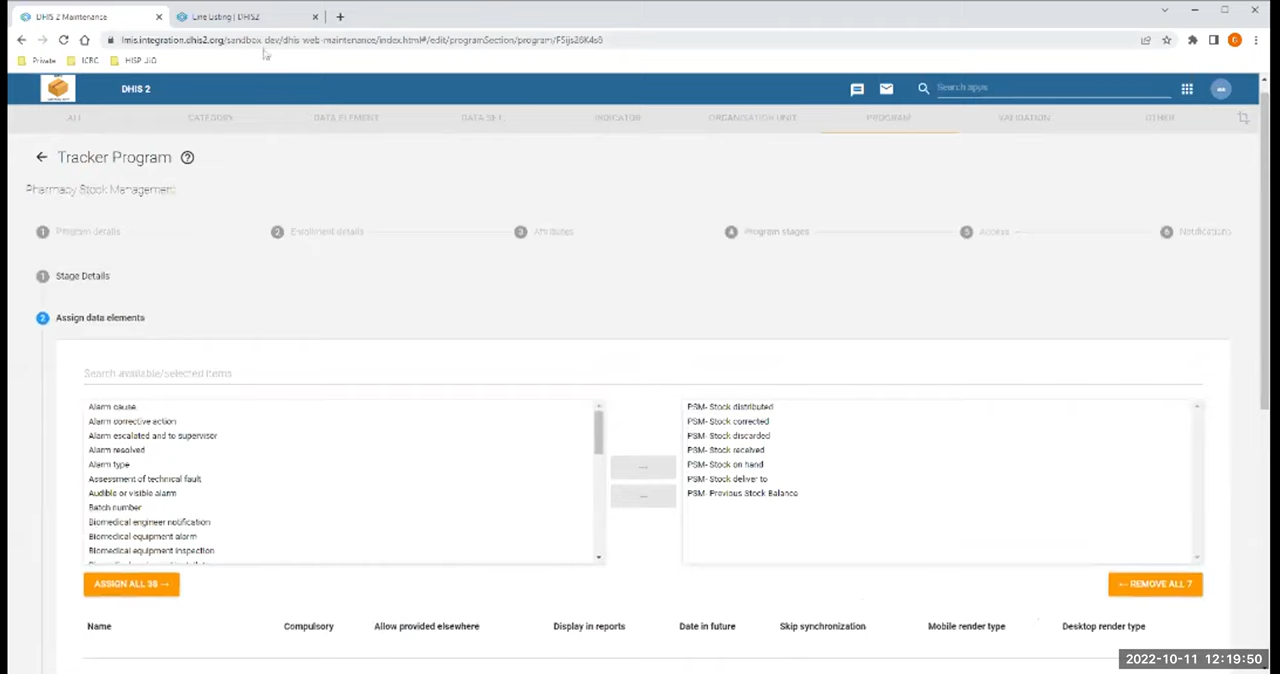 DHIS 2 Maintenance
Line Listing | DHIS2
lmis.integration.dhis2.org/sandbox-dev/dhis-web-maintenance/index.html#/edit/programSection/program/F5ijs28K4s8
Private ICRC HISP UiO
DHIS 2
Search apps
ALL CATEGORY DATA ELEMENT DATA SET INDICATOR ORGANISATION UNIT PROGRAM VALIDATION OTHER
Tracker Program
Pharmacy Stock Management
1 Program details 2 Enrollment details 3 Attributes 4 Program stages 5 Access 6 Notifications
1 Stage Details
2 Assign data elements
Search available/selected items
Alarm cause
Alarm corrective action
Alarm escalated and to supervisor
Alarm resolved
Alarm type
Assessment of technical fault
Audible or visible alarm
Batch number
Biomedical engineer notification
Biomedical equipment alarm
Biomedical equipment inspection
PSM- Stock distributed
PSM- Stock corrected
PSM- Stock discarded
PSM- Stock received
PSM- Stock on hand
PSM- Stock deliver to
PSM- Previous Stock Balance
ASSIGN ALL 38 →
← REMOVE ALL 7
Name Compulsory Allow provided elsewhere Display in reports Date in future Skip synchronization Mobile render type Desktop render type
2022-10-11 12:19:50